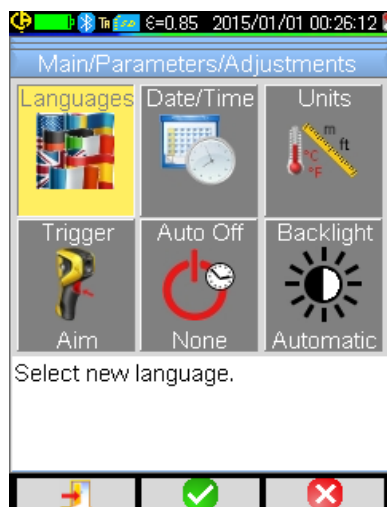 ε=0.85 2015/01/01 00:26:12
Main/Parameters/Adjustments
Languages Date/Time Units
m
ft
°C
°F
Trigger Auto Off Backlight
Aim None Automatic
Select new language.